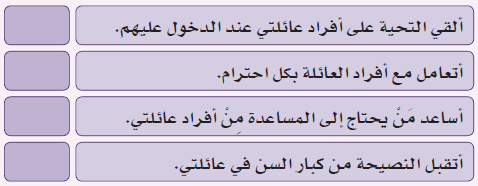 ألقي التحية على أفراد عائلتي عند الدخول عليهم.
أتعامل مع أفراد العائلة بكل احترام.
أساعد مَنْ يحتاج إلى المساعدة مِنْ أفراد عائلتي.
أتقبل النصيحة من كبار السن في عائلتي.